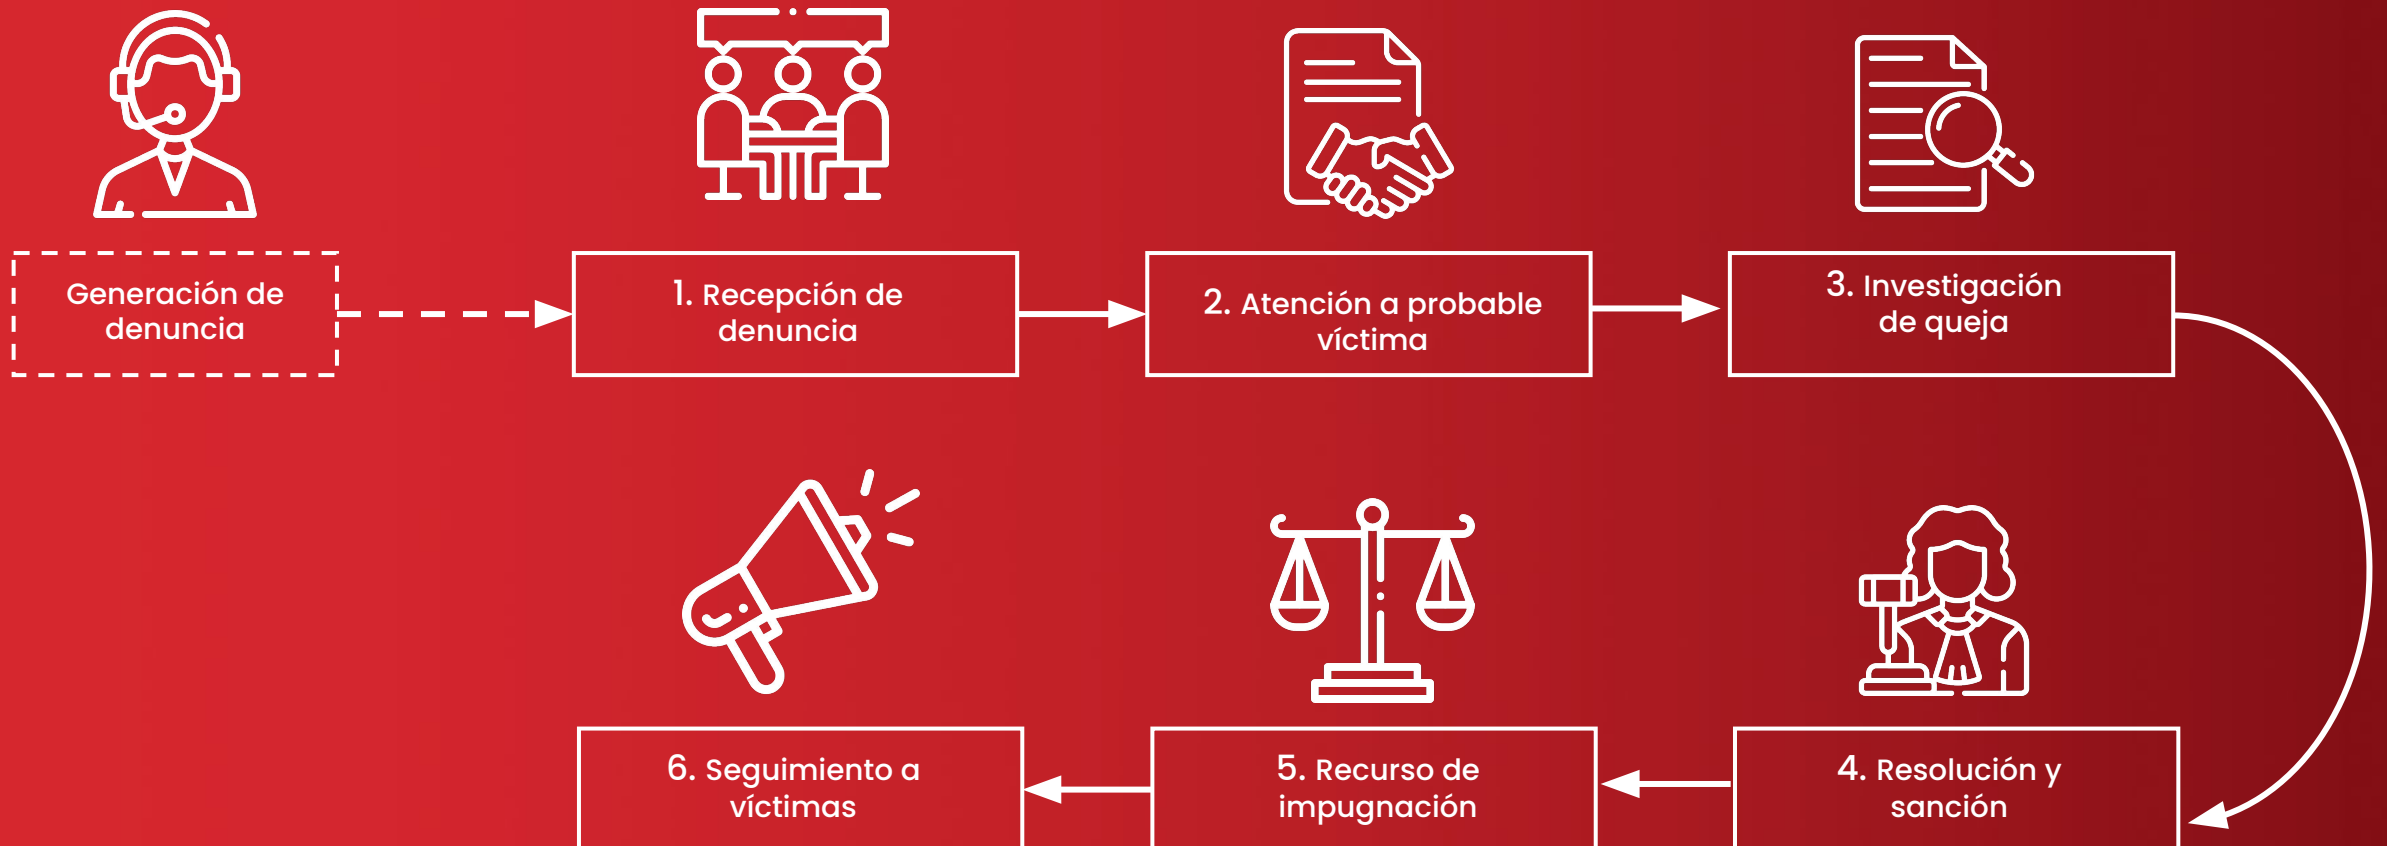 Generación de
denuncia
1. Recepción de
denuncia
2. Atención a probable
víctima
3. Investigación
de queja
4. Resolución y
sanción
5. Recurso de
impugnación
6. Seguimiento a
víctimas